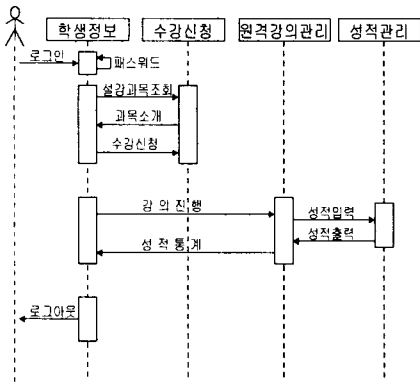 학생정보
수강신청
원격강의관리
성적관리
로그인
패스워드
설강과목조회
과목소개
수강신청
강 의 진 행
성적입력
성적출력
성 적 통 계
로그아웃